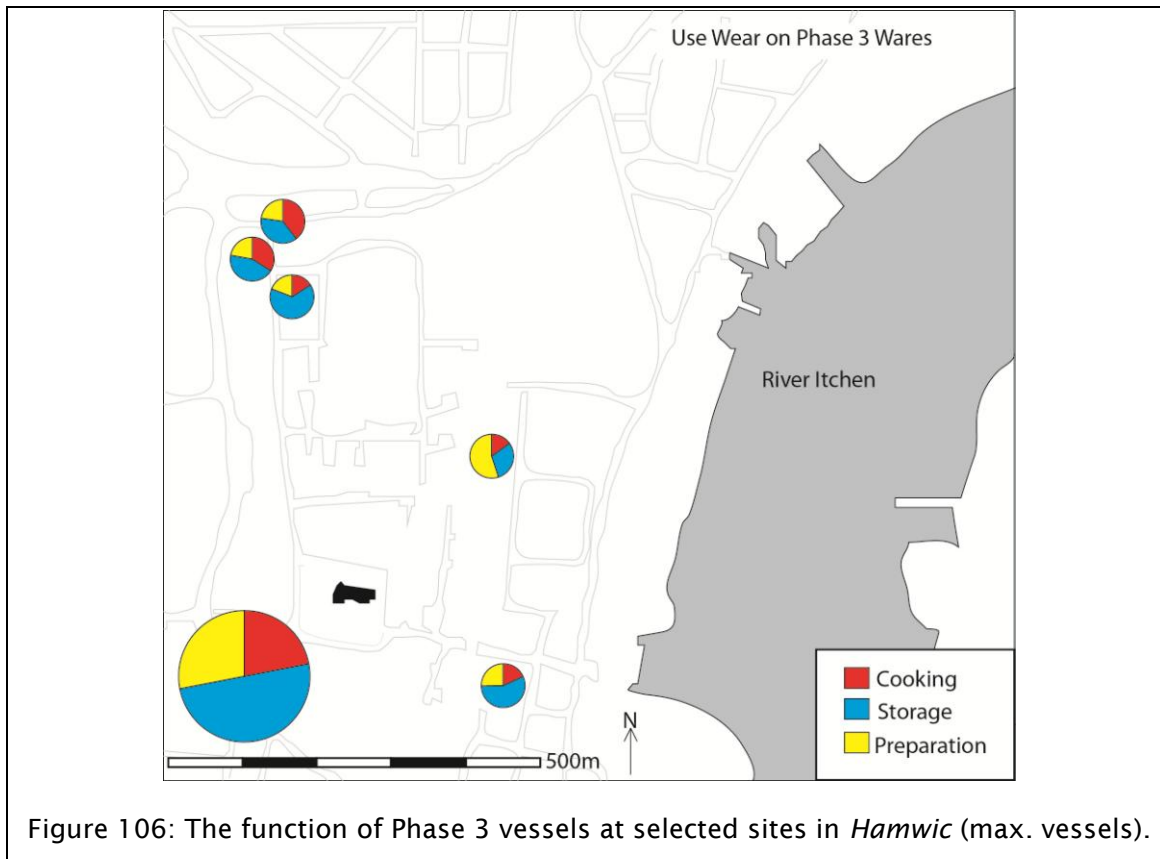 Use Wear on Phase 3 Wares
River Itchen
Cooking
Storage
Preparation
N
500m
Figure 106: The function of Phase 3 vessels at selected sites in Hamwic (max. vessels).